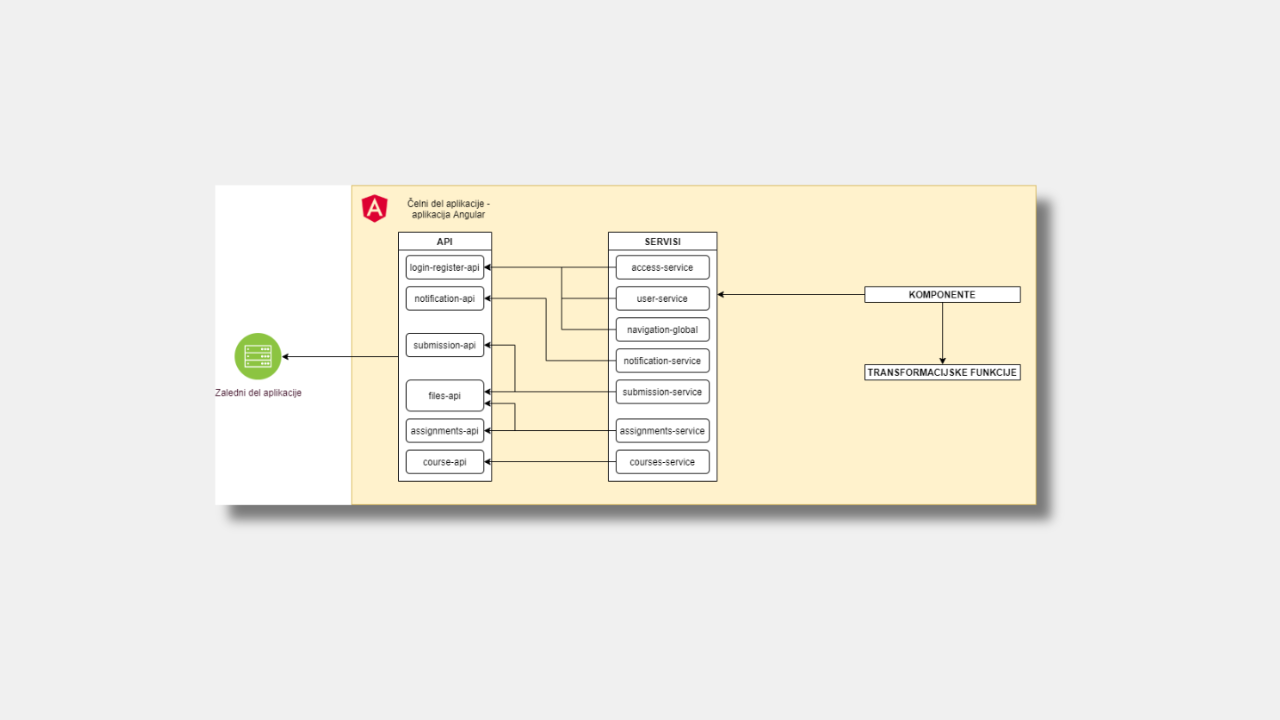 Čelni del aplikacije -
aplikacija Angular
API
login-register-api
notification-api
submission-api
files-api
assignments-api
course-api
SERVISI
access-service
user-service
navigation-global
notification-service
submission-service
assignments-service
courses-service
KOMPONENTE
TRANSFORMACIJSKE FUNKCIJE
Zaledni del aplikacije